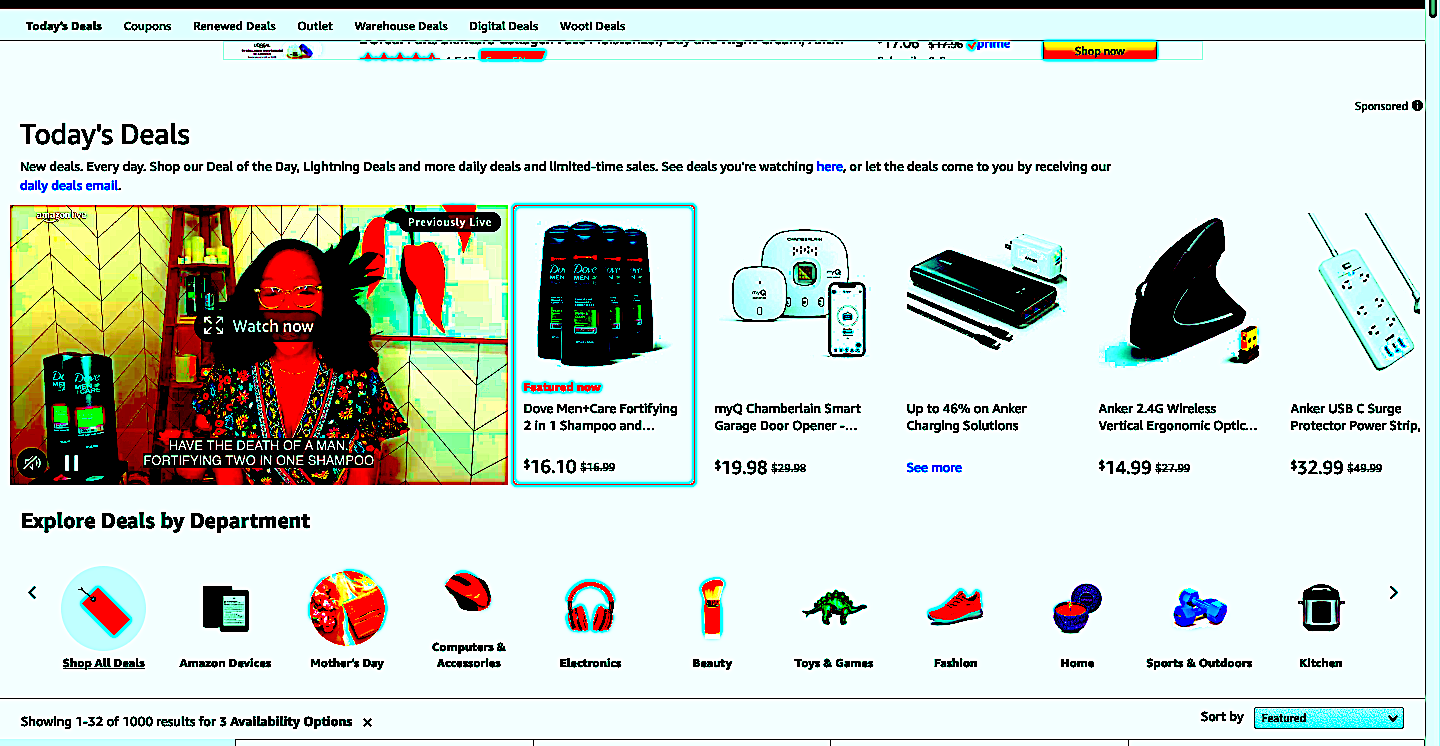 Today's Deals Coupons Renewed Deals Outlet Warehouse Deals Digital Deals Woot! Deals
$17.06 $17.96 prime
Shop now
Sponsored
Today's Deals
New deals. Every day. Shop our Deal of the Day, Lightning Deals and more daily deals and limited-time sales. See deals you're watching here, or let the deals come to you by receiving our
daily deals email.
amazon live
Previously Live
Watch now
HAVE THE DEATH OF A MAN.
FORTIFYING TWO IN ONE SHAMPOO
Dove
MEN
+CARE
CHAMBERLAIN
myQ
myQ
ANKER
Featured now
Dove Men+Care Fortifying
2 in 1 Shampoo and...
$16.10 $16.99
myQ Chamberlain Smart
Garage Door Opener -...
$19.98 $29.98
Up to 46% on Anker
Charging Solutions
See more
Anker 2.4G Wireless
Vertical Ergonomic Optic...
$14.99 $27.99
Anker USB C Surge
Protector Power Strip,
$32.99 $49.99
Explore Deals by Department
Shop All Deals
Amazon Devices
Mother's Day
Computers &
Accessories
Electronics
Beauty
Toys & Games
Fashion
Home
Sports & Outdoors
Kitchen
Showing 1-32 of 1000 results for 3 Availability Options
Sort by Featured